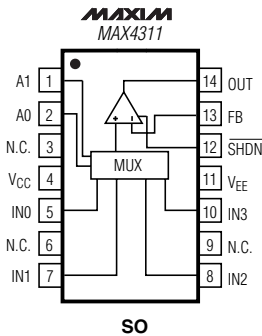 MAXIM
MAX4311
A1 1
14 OUT
A0 2
13 FB
N.C. 3
12 SHDN
VCC 4
11 VEE
IN0 5
10 IN3
N.C. 6
9 N.C.
IN1 7
8 IN2
+ -
MUX
SO